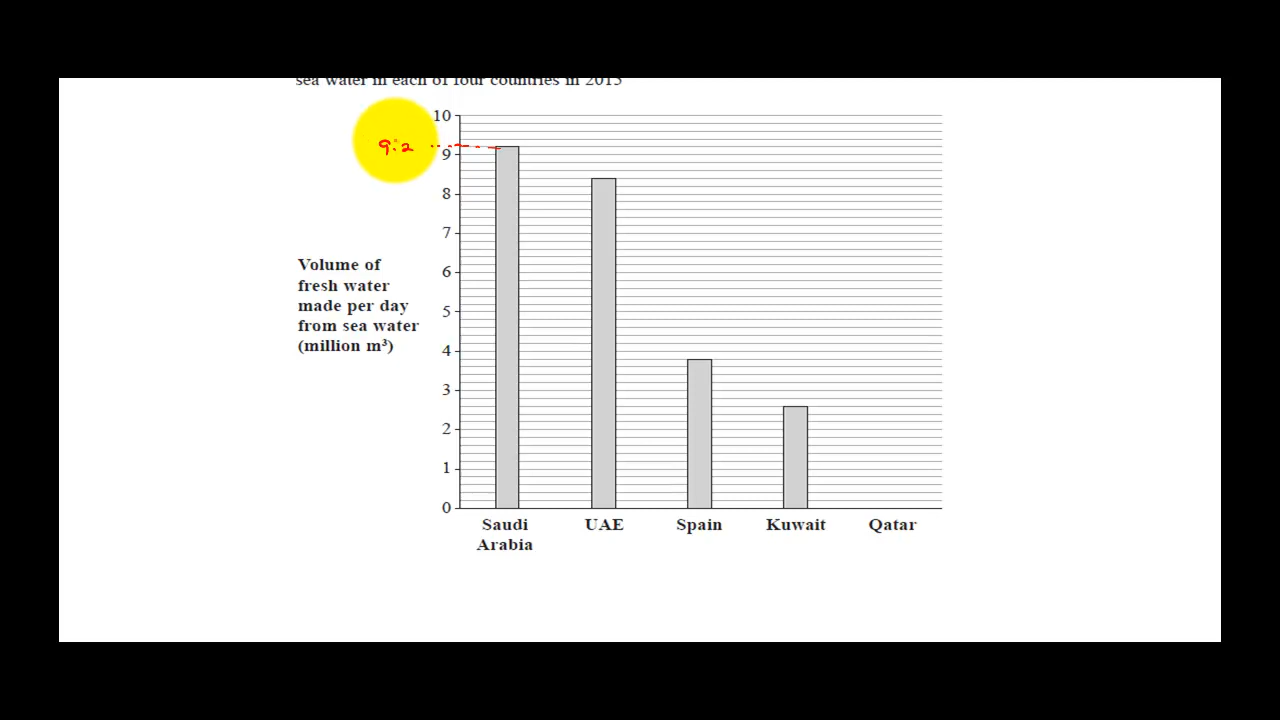 sea water in each of four countries in 2015
10
9.2
9
8
7
6
5
4
3
2
1
0
Volume of
fresh water
made per day
from sea water
(million m³)
Saudi Arabia
UAE
Spain
Kuwait
Qatar